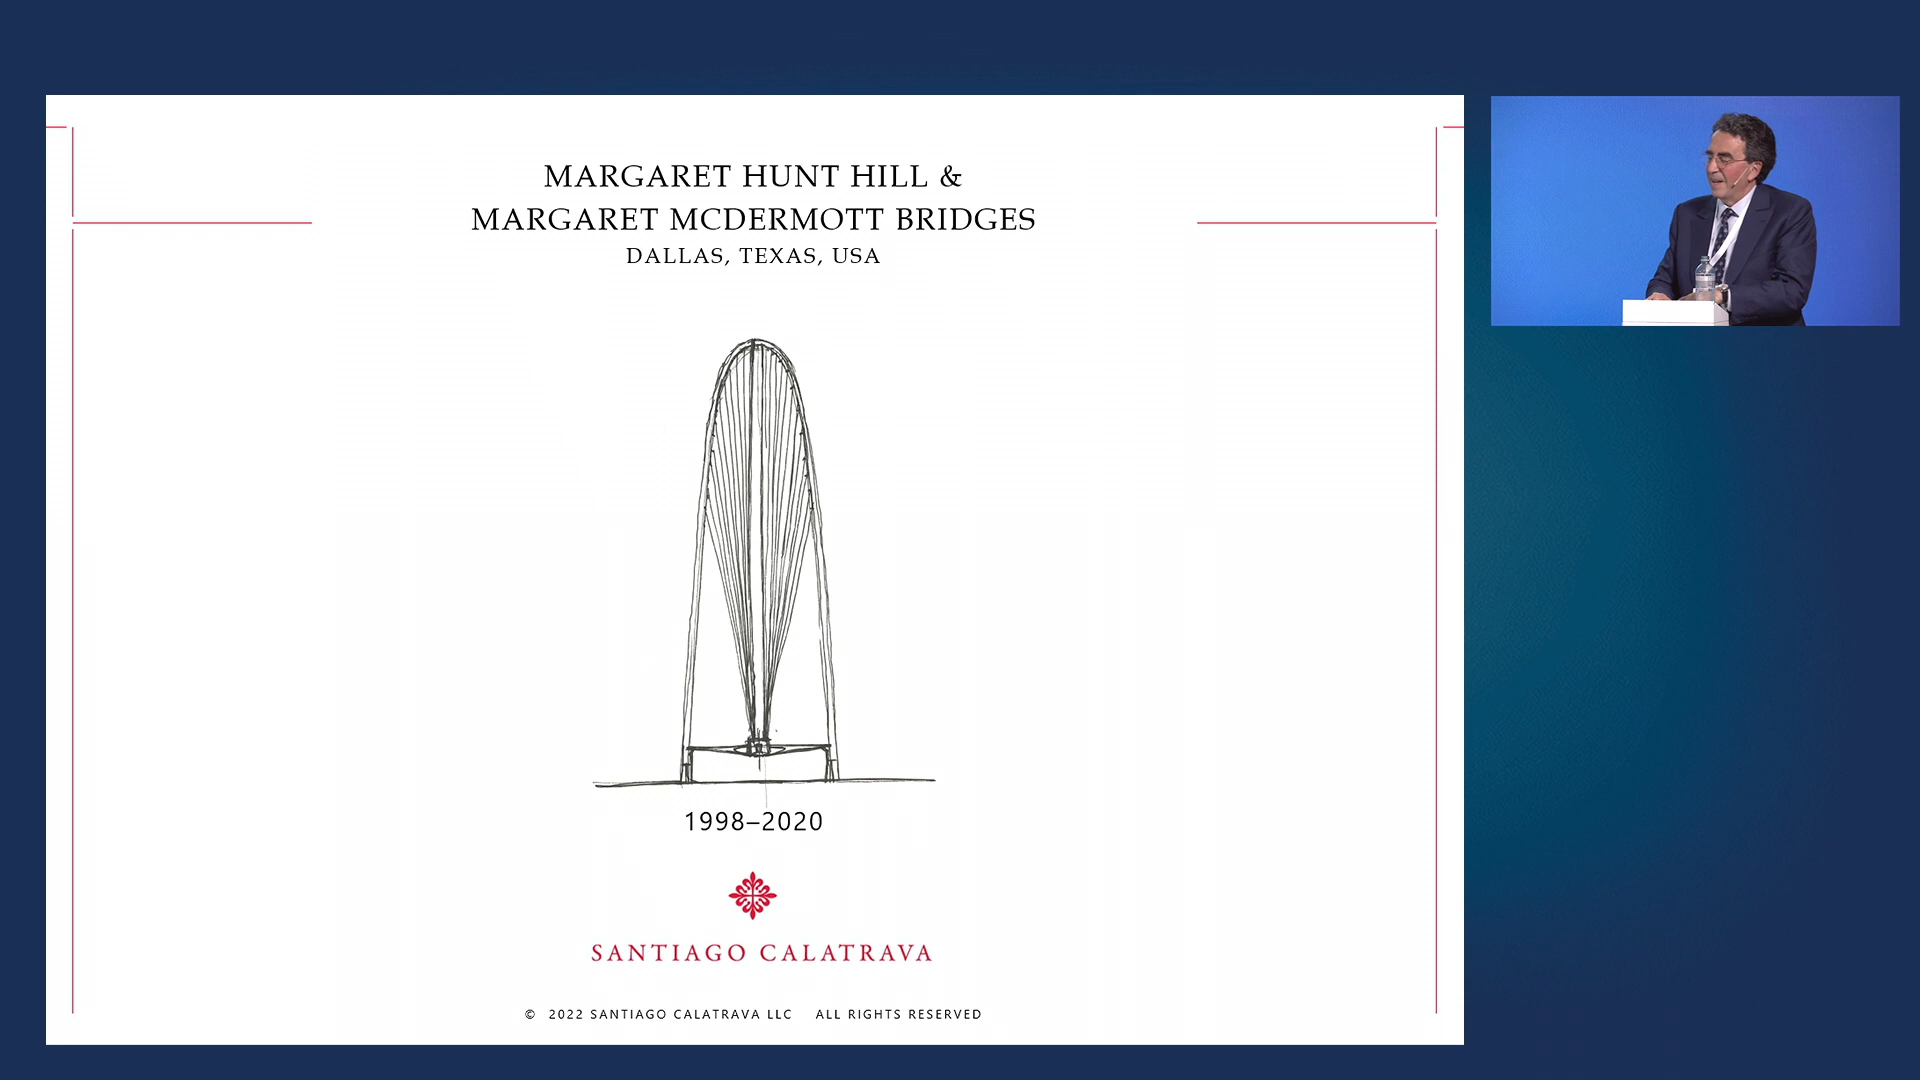 MARGARET HUNT HILL &
MARGARET MCDERMOTT BRIDGES
DALLAS, TEXAS, USA
1998–2020
SANTIAGO CALATRAVA
© 2022 SANTIAGO CALATRAVA LLC ALL RIGHTS RESERVED